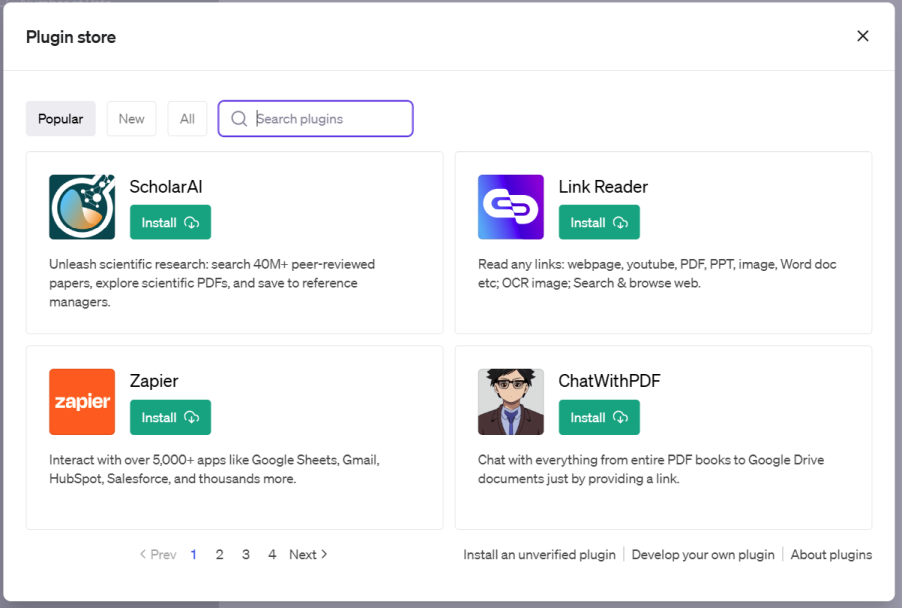 Plugin store
Popular
New
All
Search plugins
ScholarAI
Install
Unleash scientific research: search 40M+ peer-reviewed
papers, explore scientific PDFs, and save to reference
managers.
Link Reader
Install
Read any links: webpage, youtube, PDF, PPT, image, Word doc
etc; OCR image; Search & browse web.
zapier
Zapier
Install
Interact with over 5,000+ apps like Google Sheets, Gmail,
HubSpot, Salesforce, and thousands more.
ChatWithPDF
Install
Chat with everything from entire PDF books to Google Drive
documents just by providing a link.
Prev 1 2 3 4 Next
Install an unverified plugin | Develop your own plugin | About plugins